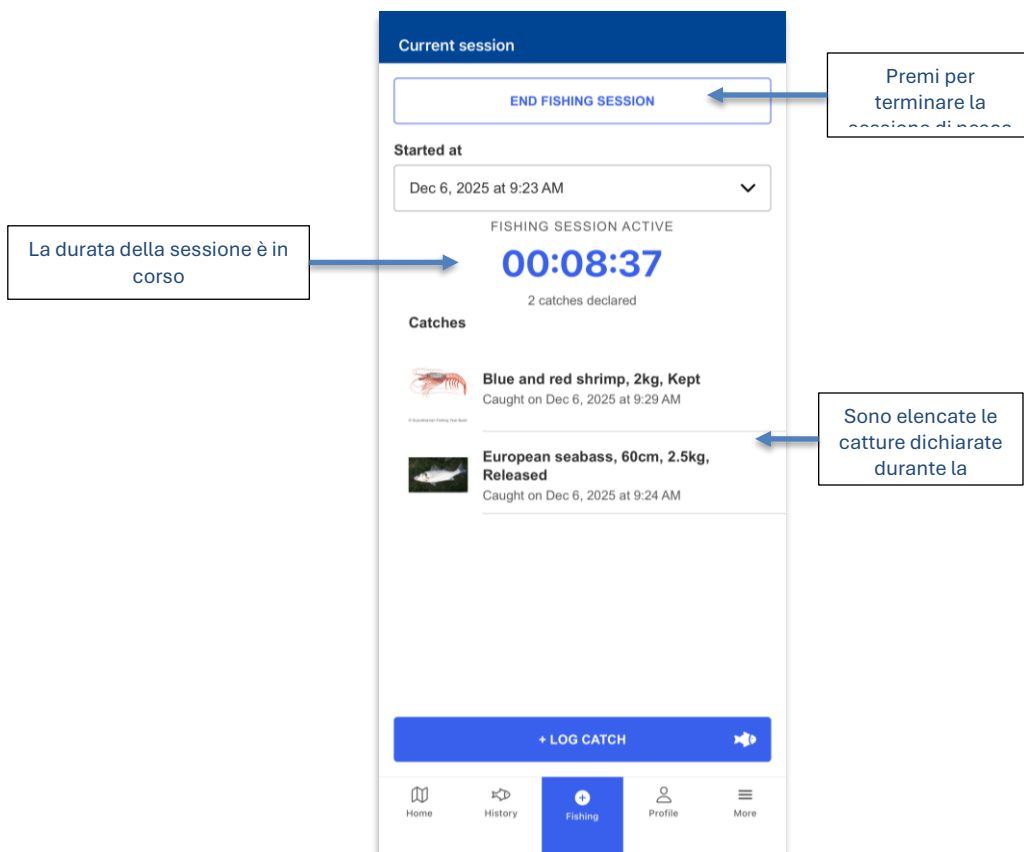 Current session
END FISHING SESSION
Premi per
terminare la
sessione di pesca
Started at
Dec 6, 2025 at 9:23 AM
FISHING SESSION ACTIVE
La durata della sessione è in
corso
00:08:37
2 catches declared
Catches
Blue and red shrimp, 2kg, Kept
Caught on Dec 6, 2025 at 9:29 AM
European seabass, 60cm, 2.5kg,
Released
Caught on Dec 6, 2025 at 9:24 AM
Sono elencate le
catture dichiarate
durante la
+ LOG CATCH
Home
History
Fishing
Profile
More